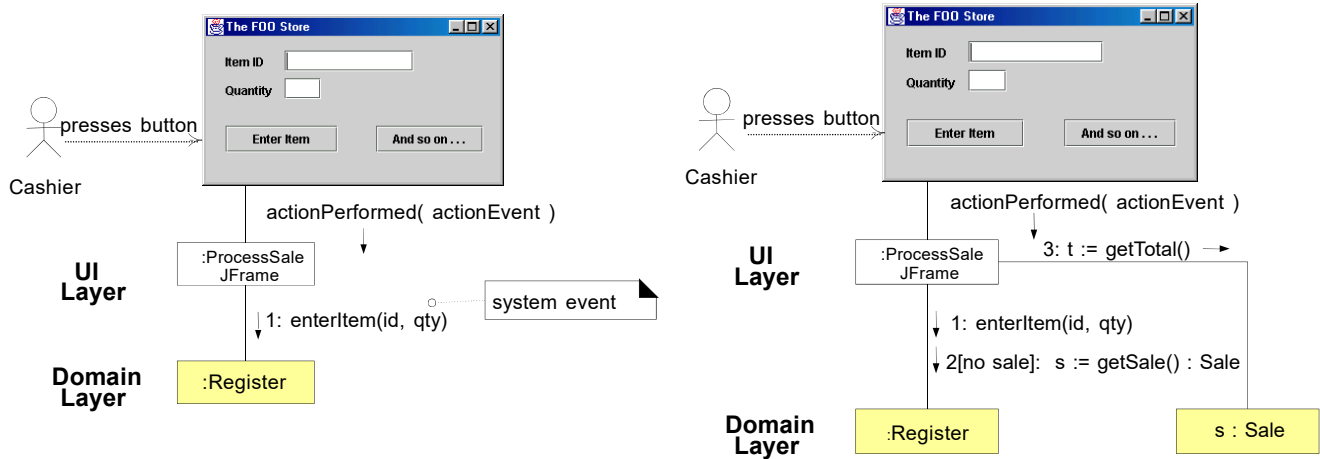 The FOO Store
Item ID
Quantity
Enter Item
And so on . . .
presses button
Cashier
actionPerformed( actionEvent )
UI
Layer
:ProcessSale
JFrame
system event
1: enterItem(id, qty)
Domain
Layer
:Register
The FOO Store
Item ID
Quantity
Enter Item
And so on . . .
presses button
Cashier
actionPerformed( actionEvent )
UI
Layer
:ProcessSale
JFrame
3: t := getTotal()
1: enterItem(id, qty)
2[no sale]: s := getSale() : Sale
Domain
Layer
:Register
s : Sale